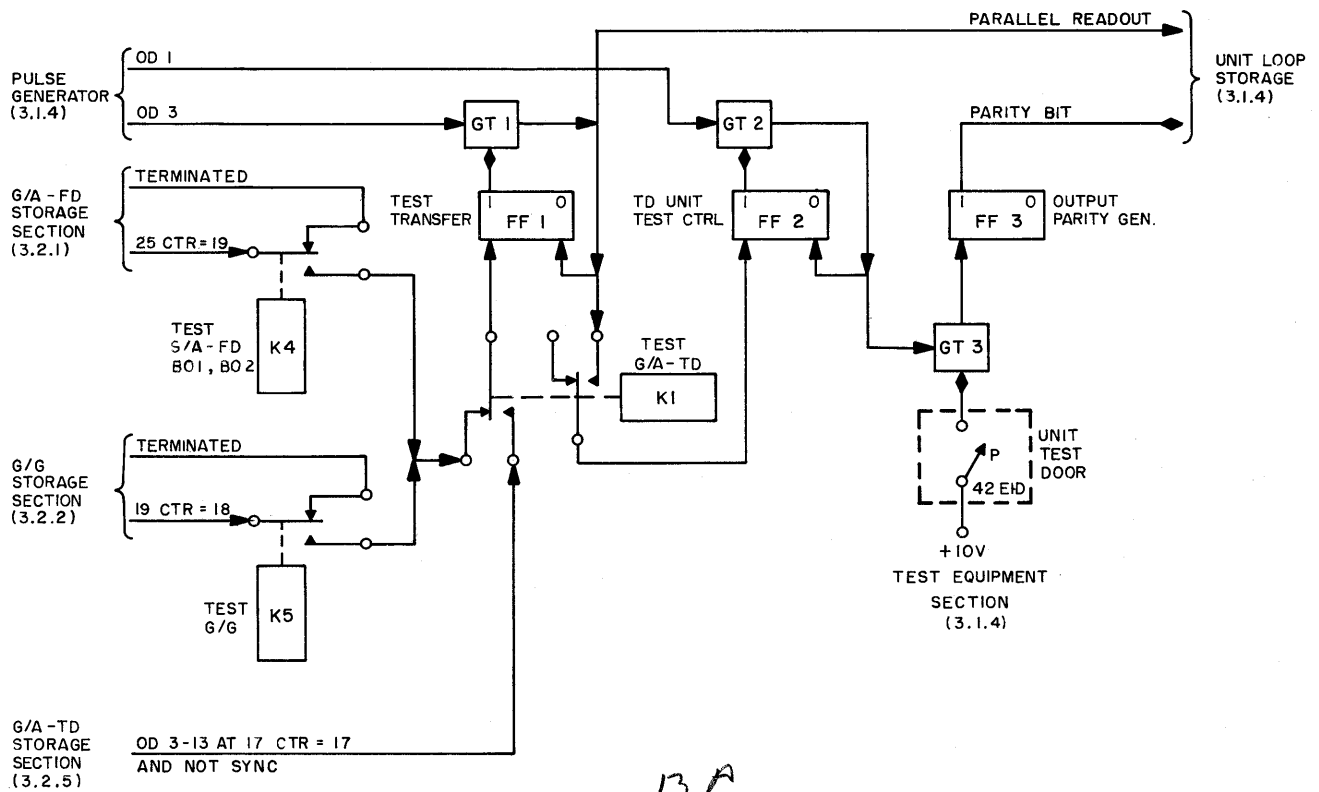 PARALLEL READOUT
OD 1
PULSE
GENERATOR
(3.1.4)
OD 3
UNIT LOOP
STORAGE
(3.1.4)
GT 1
GT 2
PARITY BIT
TERMINATED
G/A-FD
STORAGE
SECTION
(3.2.1)
25 CTR = 19
TEST
TRANSFER
1 0
FF 1
TD UNIT
TEST CTRL
1 0
FF 2
1 0
FF 3
OUTPUT
PARITY GEN.
TEST
S/A-FD
B01, B02
K4
TEST
G/A-TD
K1
GT 3
TERMINATED
G/G
STORAGE
SECTION
(3.2.2)
19 CTR = 18
UNIT
TEST
DOOR
P
42 EHD
+10V
TEST EQUIPMENT
SECTION
(3.1.4)
TEST
G/G
K5
G/A-TD
STORAGE
SECTION
(3.2.5)
OD 3-13 AT 17 CTR = 17
AND NOT SYNC